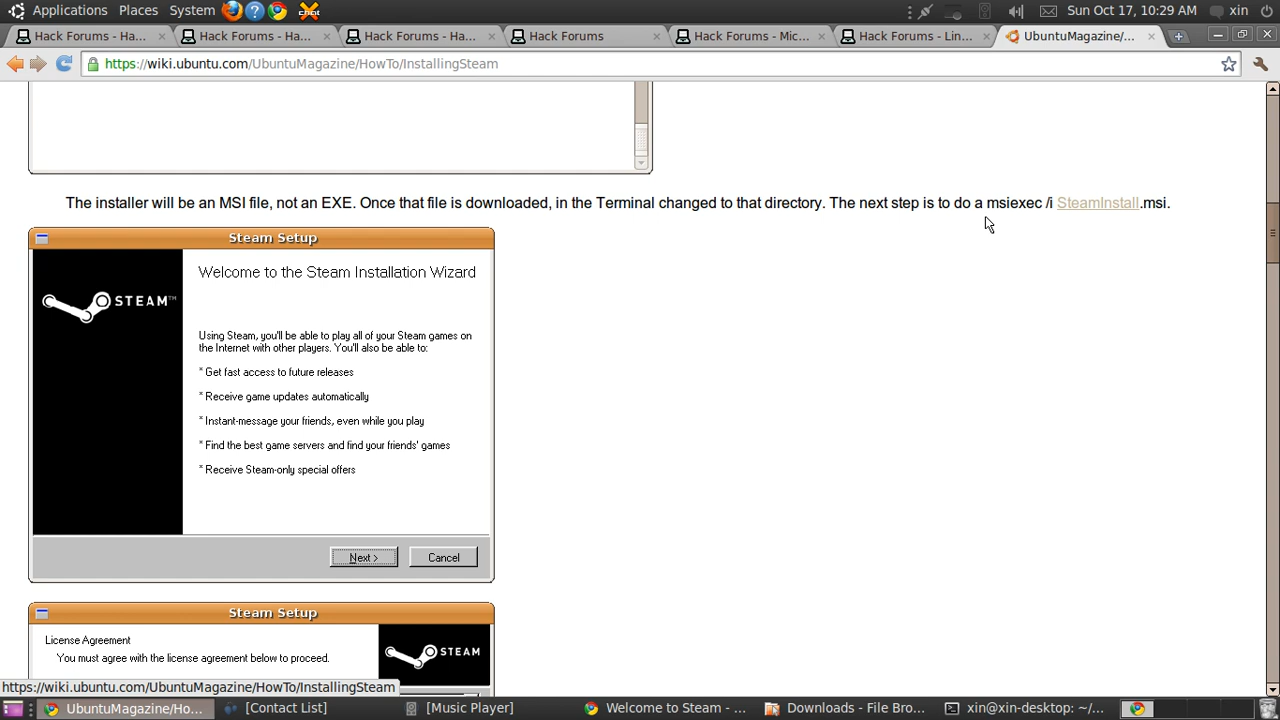 Applications Places System Sun Oct 17, 10:29 AM xin
Hack Forums - Ha... Hack Forums - Ha... Hack Forums - Ha... Hack Forums Hack Forums - Mic... Hack Forums - Lin... UbuntuMagazine/...
https://wiki.ubuntu.com/UbuntuMagazine/HowTo/InstallingSteam
The installer will be an MSI file, not an EXE. Once that file is downloaded, in the Terminal changed to that directory. The next step is to do a msiexec /i SteamInstall.msi.
Steam Setup
STEAM™
Welcome to the Steam Installation Wizard
Using Steam, you'll be able to play all of your Steam games on
the Internet with other players. You'll also be able to:
* Get fast access to future releases
* Receive game updates automatically
* Instant-message your friends, even while you play
* Find the best game servers and find your friends' games
* Receive Steam-only special offers
Next > Cancel
Steam Setup
License Agreement
You must agree with the license agreement below to proceed.
STEAM
https://wiki.ubuntu.com/UbuntuMagazine/HowTo/InstallingSteam
UbuntuMagazine/Ho... [Contact List] [Music Player] Welcome to Steam - ... Downloads - File Bro... xin@xin-desktop: ~/...